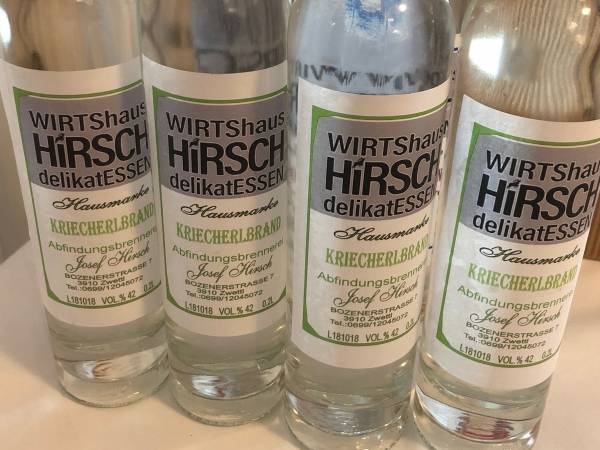 WIRTShaus
HiRSCH
delikatESSEN
Hausmarke
KRIECHERLBRAND
Abfindungsbrennerei
Josef Hirsch
BOZENERSTRASSE 7
3910 Zwettl
Tel.:0699/12045072
L181018 VOL.% 42 0,2L
WIRTShaus
HiRSCH
delikatESSEN
Hausmarke
KRIECHERLBRAND
Abfindungsbrennerei
Josef Hirsch
BOZENERSTRASSE 7
3910 Zwettl
Tel.:0699/12045072
L181018 VOL.% 42 0,2L
WIRTShaus
HiRSCH
delikatESSEN
Hausmarke
KRIECHERLBRAND
Abfindungsbrennerei
Josef Hirsch
BOZENERSTRASSE 7
3910 Zwettl
Tel.:0699/12045072
L181018 VOL.% 42 0,2L
WIRTShaus
HiRSCH
delikatESSEN
Hausmarke
KRIECHERLBRAND
Abfindungsbrennerei
Josef Hirsch
BOZENERSTRASSE 7
3910 Zwettl
Tel.:0699/12045072
L181018 VOL.% 42 0,2L